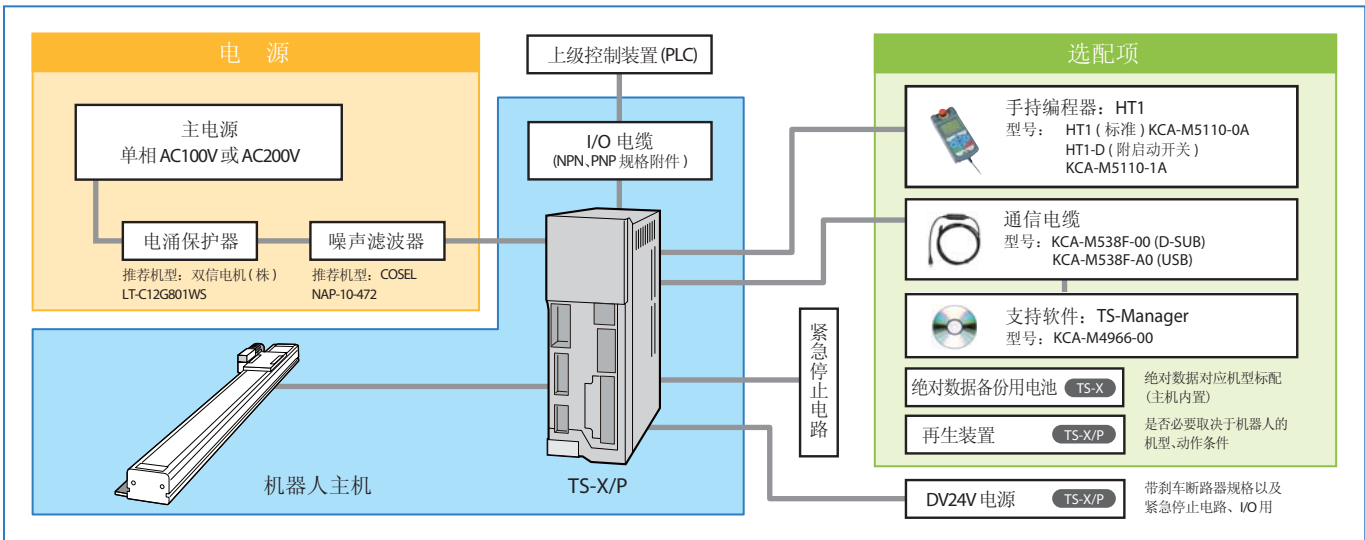 电 源
主电源
单相 AC100V 或 AC200V
电涌保护器
推荐机型：双信电机（株）
LT-C12G801WS
噪声滤波器
推荐机型：COSEL
NAP-10-472
上级控制装置 (PLC)
I/O 电缆
(NPN、PNP 规格附件)
机器人主机
TS-X/P
紧急停止电路
选配项
手持编程器：HT1
型号： HT1 ( 标准 ) KCA-M5110-0A
HT1-D ( 附启动开关 )
KCA-M5110-1A
通信电缆
型号：KCA-M538F-00 (D-SUB)
KCA-M538F-A0 (USB)
支持软件：TS-Manager
型号：KCA-M4966-00
绝对数据备份用电池 TS-X
绝对数据对应机型标配
(主机内置)
再生装置 TS-X/P
是否必要取决于机器人的
机型、动作条件
DV24V 电源 TS-X/P
带刹车断路器规格以及
紧急停止电路、I/O 用